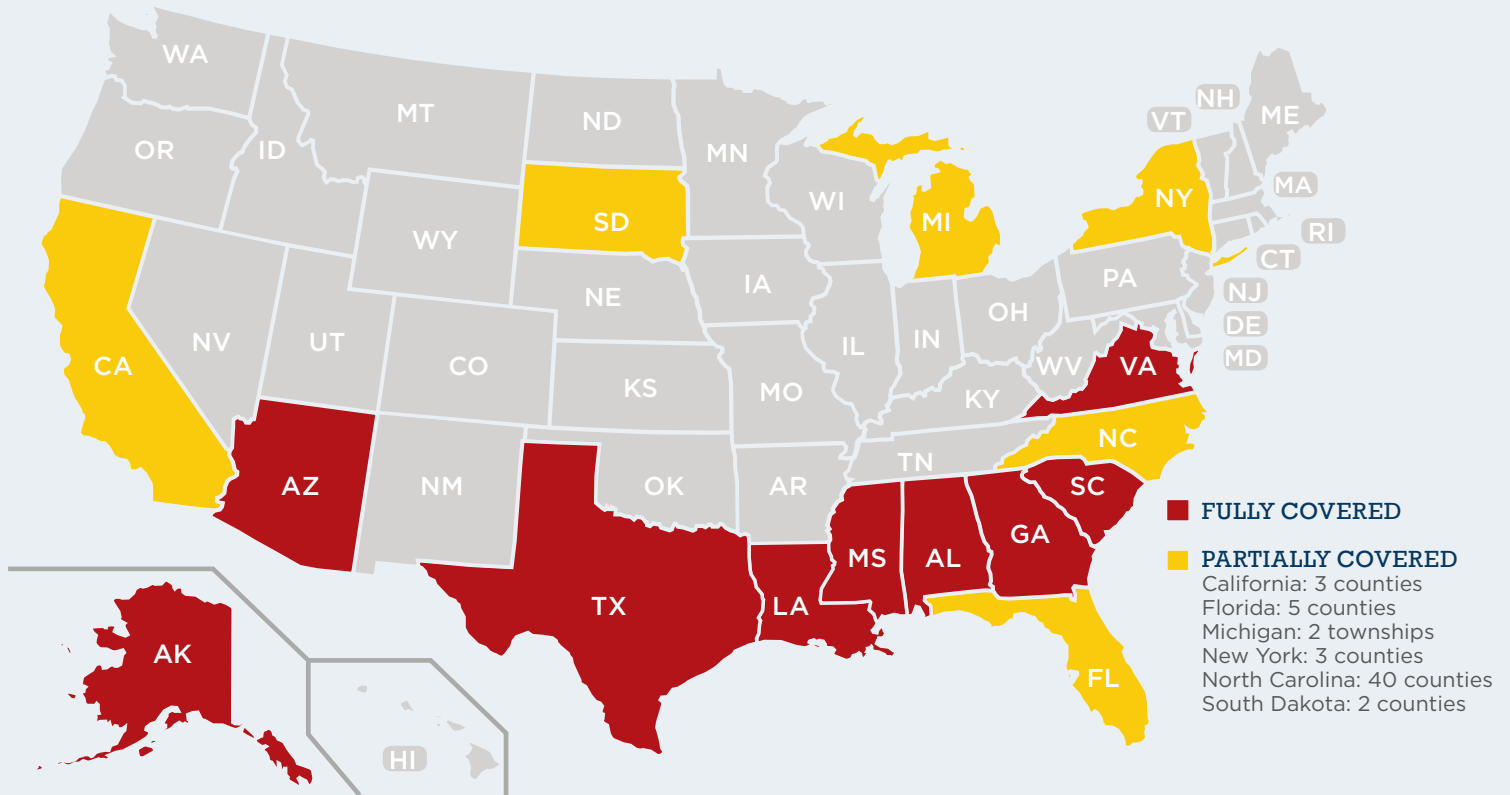 WA
MT
ND
MN
OR
ID
WY
SD
WI
MI
NY
VT
NH
ME
MA
RI
CT
NJ
DE
MD
PA
OH
IN
IL
IA
NE
NV
UT
CO
KS
MO
KY
WV
VA
CA
AZ
NM
OK
AR
TN
NC
SC
GA
AL
MS
LA
TX
FL
AK
HI
FULLY COVERED
PARTIALLY COVERED
California: 3 counties
Florida: 5 counties
Michigan: 2 townships
New York: 3 counties
North Carolina: 40 counties
South Dakota: 2 counties